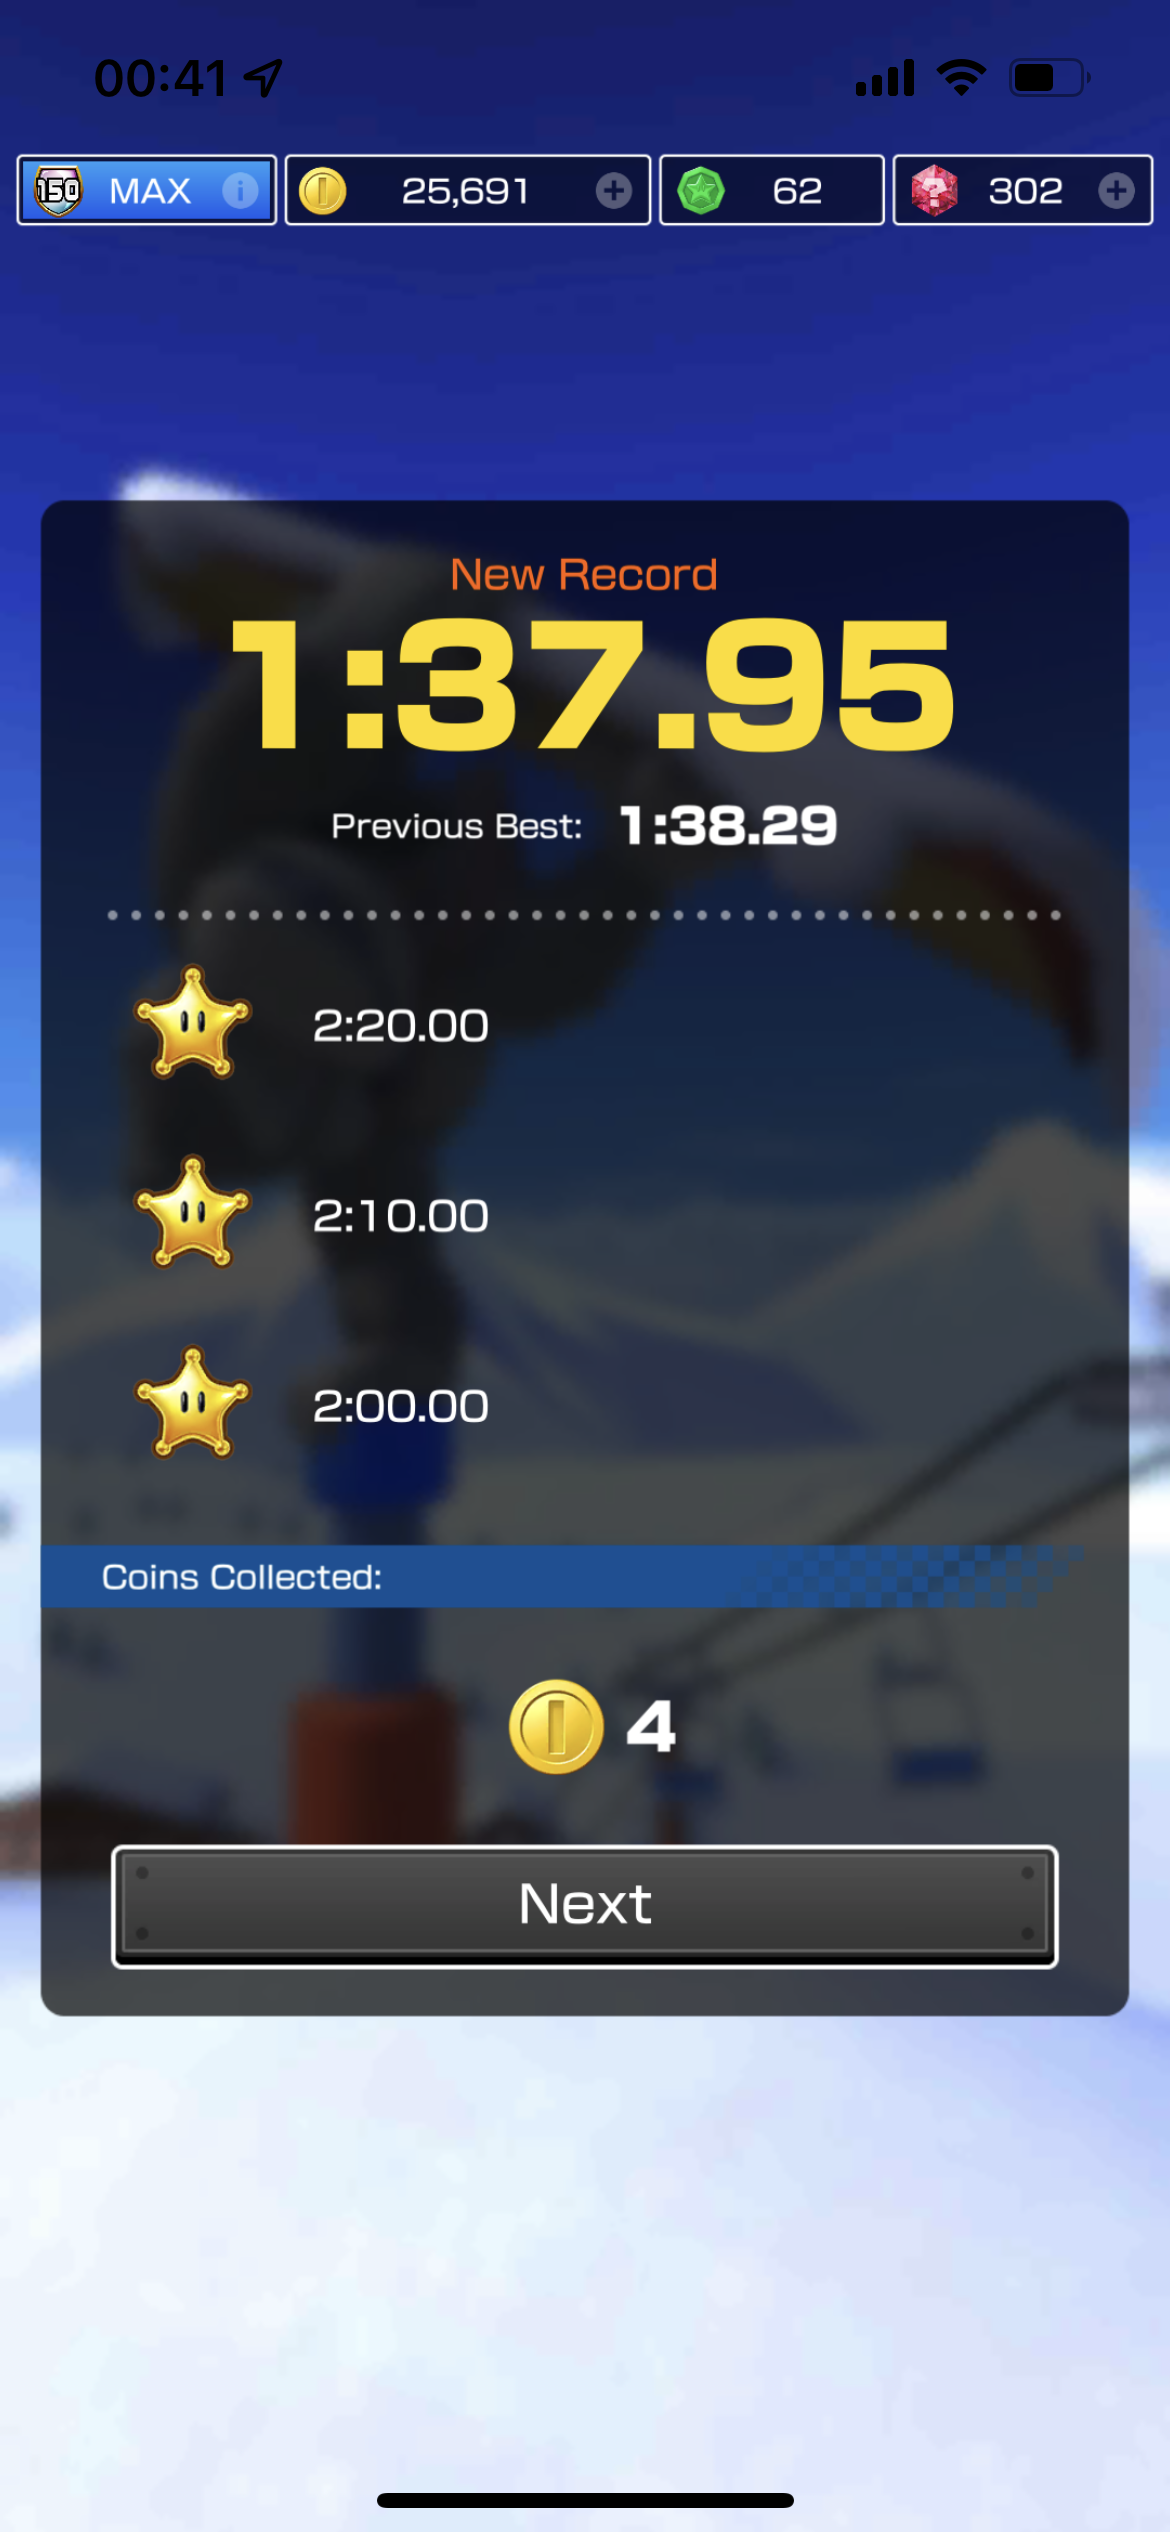 00:41
150 MAX i 25,691 + 62 ? 302 +
New Record
1:37.95
Previous Best: 1:38.29
2:20.00
2:10.00
2:00.00
Coins Collected:
4
Next